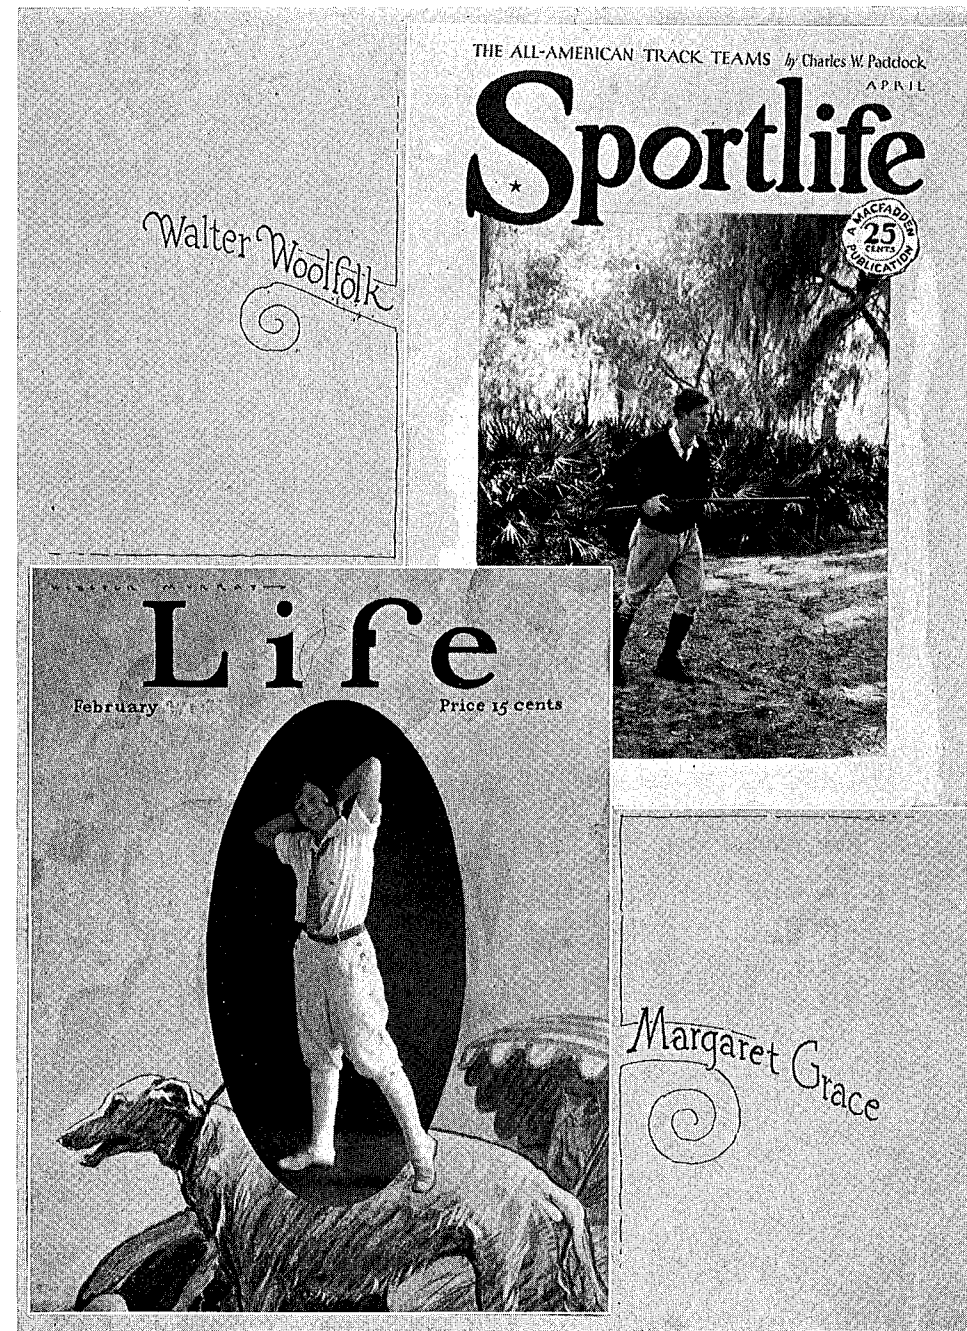 THE ALL-AMERICAN TRACK TEAMS by Charles W. Paddock
APRIL
Sportlife
A MACFADDEN PUBLICATION
25
CENTS
Walter Woolfolk
Life
February
Price 15 cents
Margaret Grace